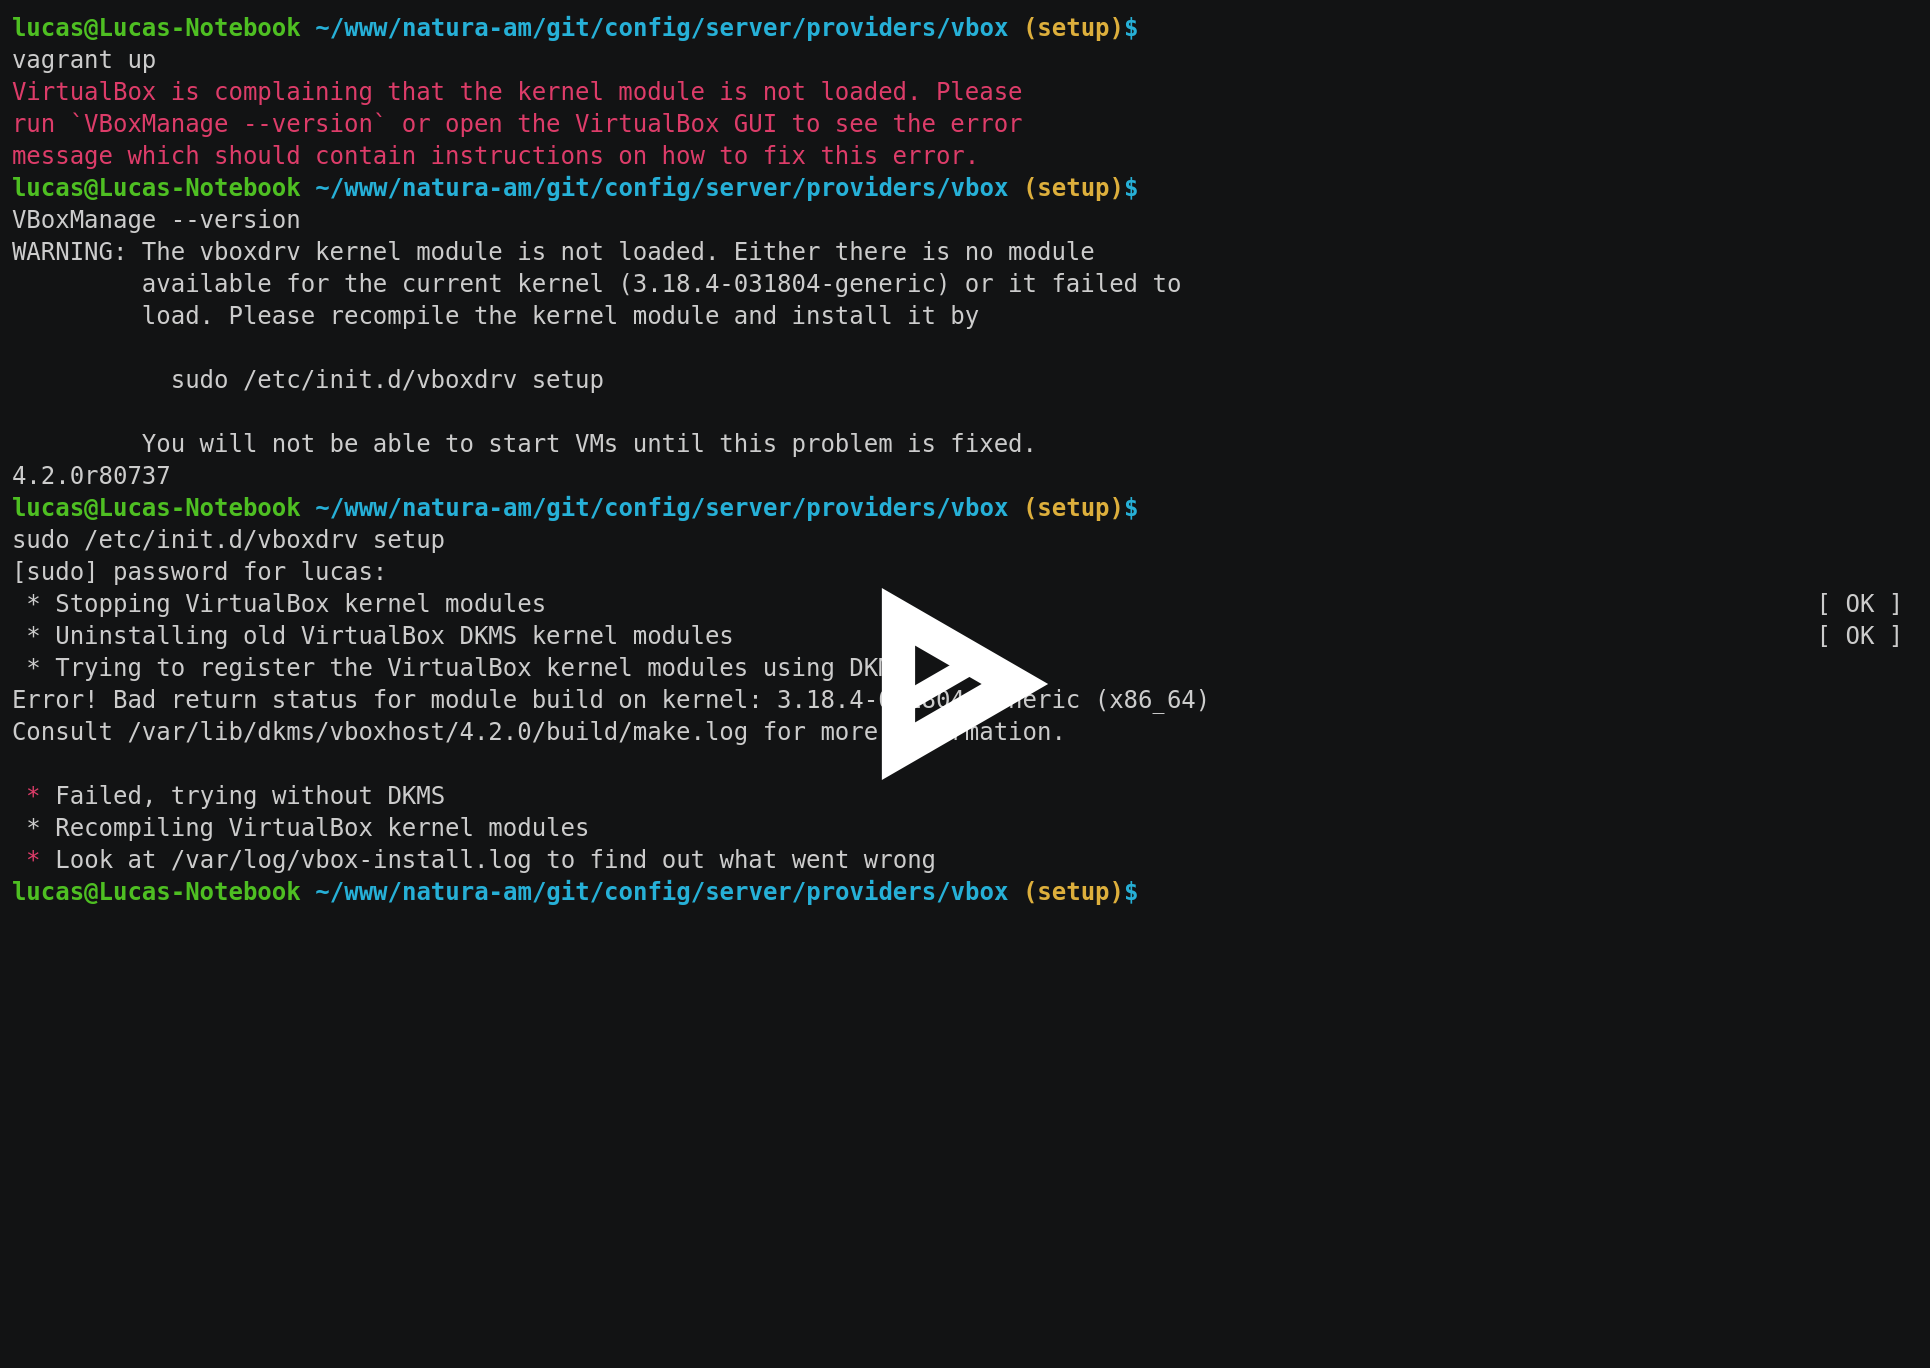 lucas@Lucas-Notebook ~/www/natura-am/git/config/server/providers/vbox (setup)$
vagrant up
VirtualBox is complaining that the kernel module is not loaded. Please
run `VBoxManage --version` or open the VirtualBox GUI to see the error
message which should contain instructions on how to fix this error.
lucas@Lucas-Notebook ~/www/natura-am/git/config/server/providers/vbox (setup)$
VBoxManage --version
WARNING: The vboxdrv kernel module is not loaded. Either there is no module
         available for the current kernel (3.18.4-031804-generic) or it failed to
         load. Please recompile the kernel module and install it by

           sudo /etc/init.d/vboxdrv setup

         You will not be able to start VMs until this problem is fixed.
4.2.0r80737
lucas@Lucas-Notebook ~/www/natura-am/git/config/server/providers/vbox (setup)$
sudo /etc/init.d/vboxdrv setup
[sudo] password for lucas:
 * Stopping VirtualBox kernel modules [ OK ]
 * Uninstalling old VirtualBox DKMS kernel modules [ OK ]
 * Trying to register the VirtualBox kernel modules using
Error! Bad return status for module build on kernel: (x86_64)
Consult /var/lib/dkms/vboxhost/4.2.0/build/make.log for more

 * Failed, trying without DKMS
 * Recompiling VirtualBox kernel modules
 * Look at /var/log/vbox-install.log to find out what went wrong
lucas@Lucas-Notebook ~/www/natura-am/git/config/server/providers/vbox (setup)$